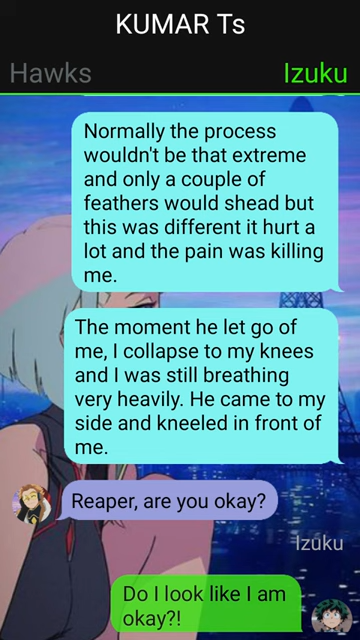 KUMAR Ts
Hawks
Izuku
Normally the process
wouldn't be that extreme
and only a couple of
feathers would shead but
this was different it hurt a
lot and the pain was killing
me.
The moment he let go of
me, I collapse to my knees
and I was still breathing
very heavily. He came to my
side and kneeled in front of
me.
Reaper, are you okay?
Izuku
Do I look like I am
okay?!